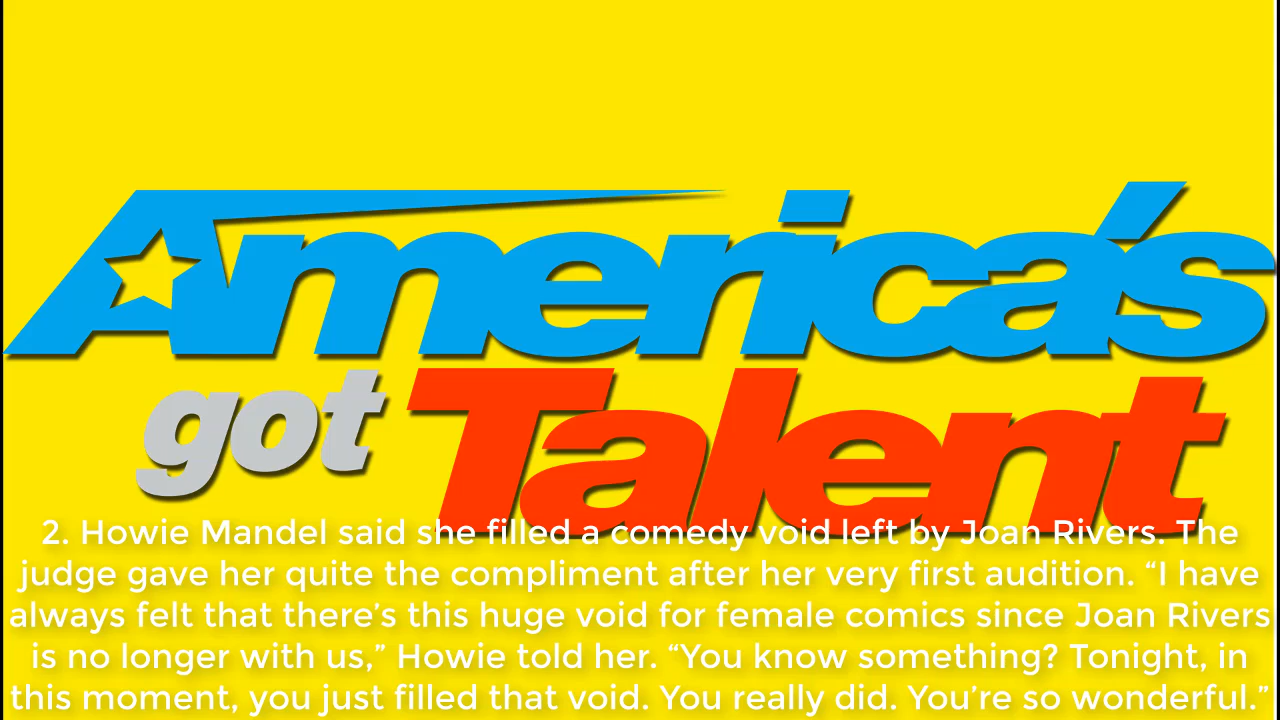 America's
got Talent
2. Howie Mandel said she filled a comedy void left by Joan Rivers. The
judge gave her quite the compliment after her very first audition. “I have
always felt that there’s this huge void for female comics since Joan Rivers
is no longer with us,” Howie told her. “You know something? Tonight, in
this moment, you just filled that void. You really did. You’re so wonderful.”